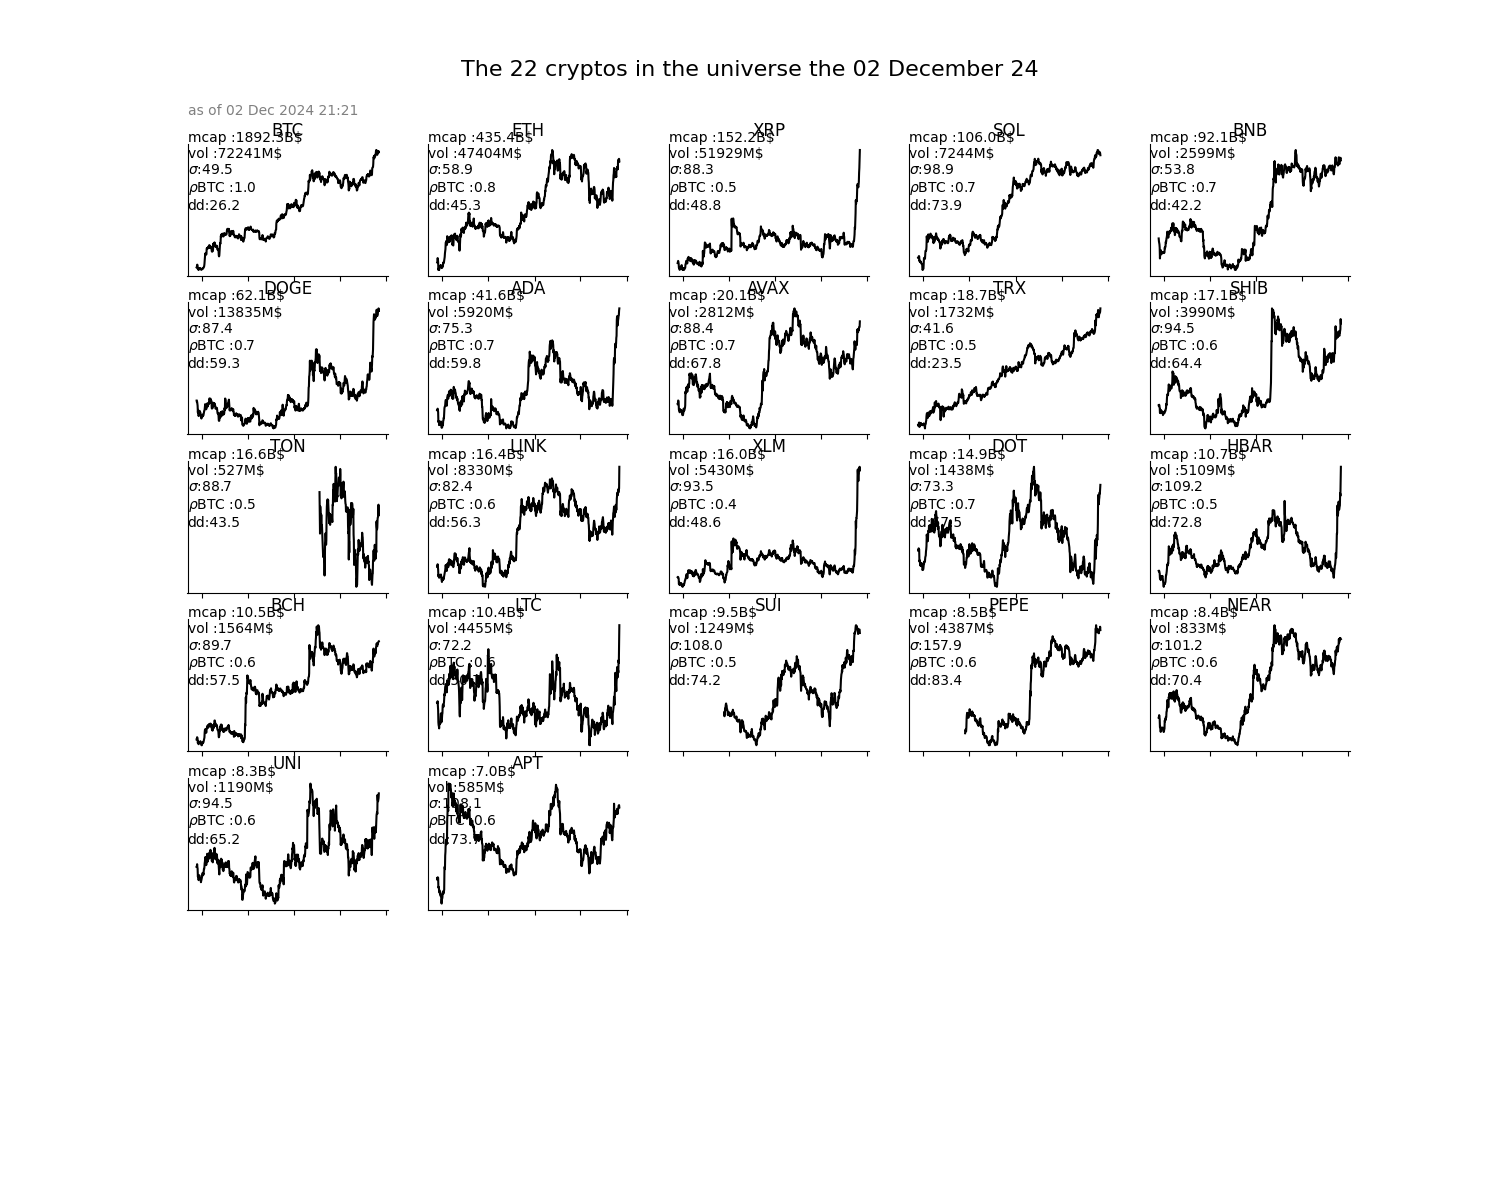 The 22 cryptos in the universe the 02 December 24
as of 02 Dec 2024 21:21
BTC
mcap :1892.3B$
vol :72241M$
σ:49.5
ρBTC :1.0
dd:26.2
ETH
mcap :435.4B$
vol :47404M$
σ:58.9
ρBTC :0.8
dd:45.3
XRP
mcap :152.2B$
vol :51929M$
σ:88.3
ρBTC :0.5
dd:48.8
SOL
mcap :106.0B$
vol :7244M$
σ:98.9
ρBTC :0.7
dd:73.9
BNB
mcap :92.1B$
vol :2599M$
σ:53.8
ρBTC :0.7
dd:42.2
DOGE
mcap :62.1B$
vol :13835M$
σ:87.4
ρBTC :0.7
dd:59.3
ADA
mcap :41.6B$
vol :5920M$
σ:75.3
ρBTC :0.7
dd:59.8
AVAX
mcap :20.1B$
vol :2812M$
σ:88.4
ρBTC :0.7
dd:67.8
TRX
mcap :18.7B$
vol :1732M$
σ:41.6
ρBTC :0.5
dd:23.5
SHIB
mcap :17.1B$
vol :3990M$
σ:94.5
ρBTC :0.6
dd:64.4
TON
mcap :16.6B$
vol :527M$
σ:88.7
ρBTC :0.5
dd:43.5
LINK
mcap :16.4B$
vol :8330M$
σ:82.4
ρBTC :0.6
dd:56.3
XLM
mcap :16.0B$
vol :5430M$
σ:93.5
ρBTC :0.4
dd:48.6
DOT
mcap :14.9B$
vol :1438M$
σ:73.3
ρBTC :0.7
HBAR
mcap :10.7B$
vol :5109M$
σ:109.2
ρBTC :0.5
dd:72.8
BCH
mcap :10.5B$
vol :1564M$
σ:89.7
ρBTC :0.6
dd:57.5
LTC
mcap :10.4B$
vol :4455M$
σ:72.2
ρBTC :0.6
SUI
mcap :9.5B$
vol :1249M$
σ:108.0
ρBTC :0.5
dd:74.2
PEPE
mcap :8.5B$
vol :4387M$
σ:157.9
ρBTC :0.6
dd:83.4
NEAR
mcap :8.4B$
vol :833M$
σ:101.2
ρBTC :0.6
dd:70.4
UNI
mcap :8.3B$
vol :1190M$
σ:94.5
ρBTC :0.6
dd:65.2
APT
mcap :7.0B$
vol :585M$
σ:108.1
ρBTC :0.6